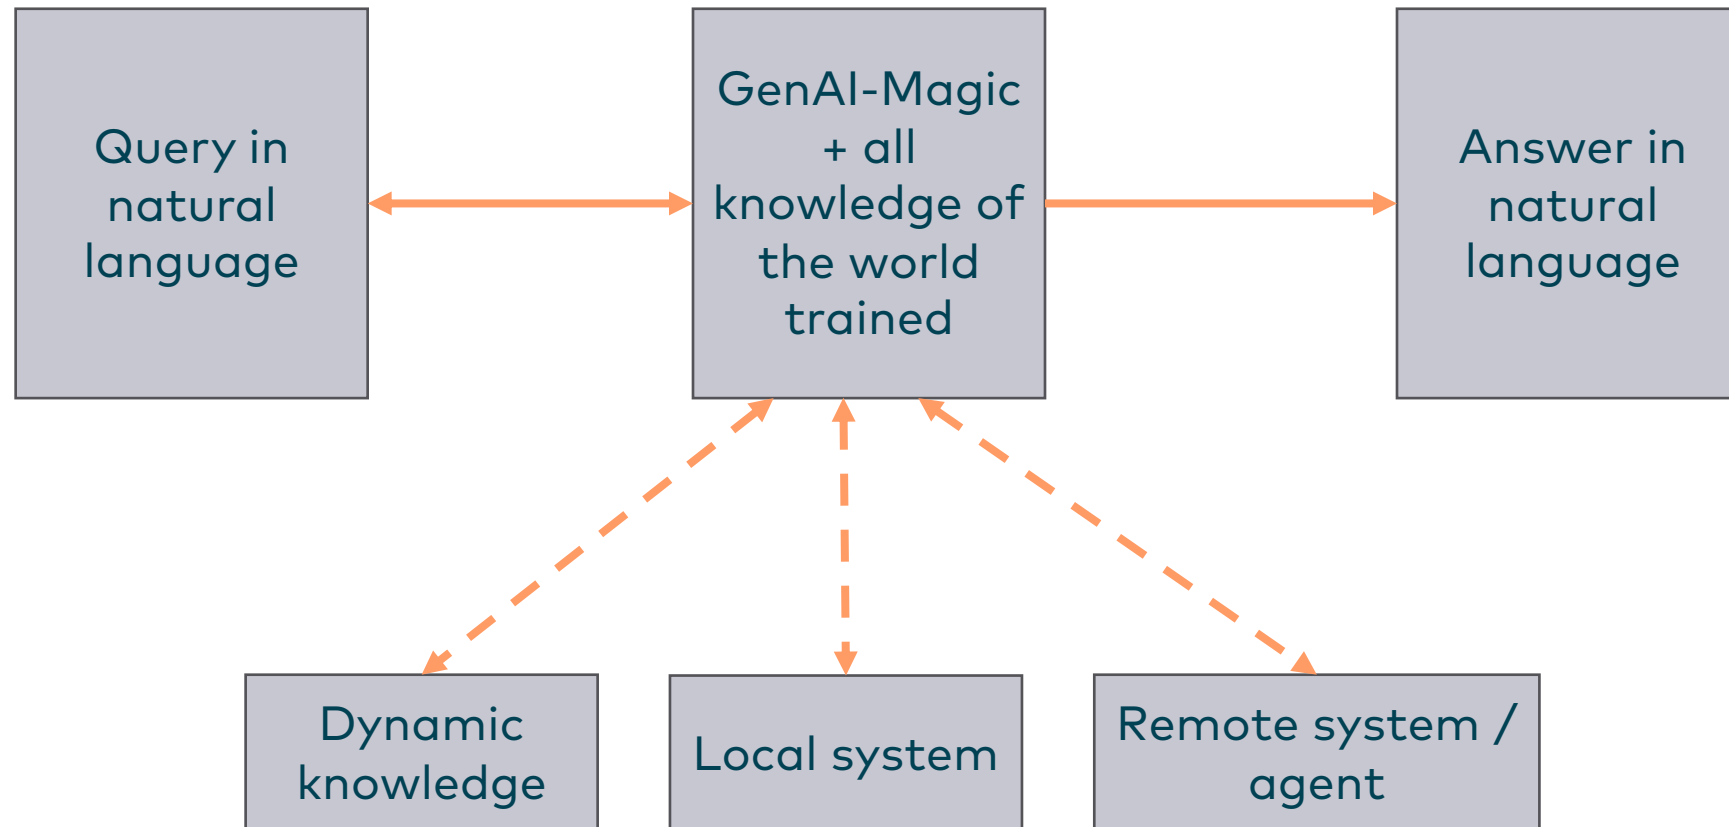 Query in
natural
language
GenAI-Magic
+ all
knowledge of
the world
trained
Answer in
natural
language
Dynamic
knowledge
Local system
Remote system /
agent